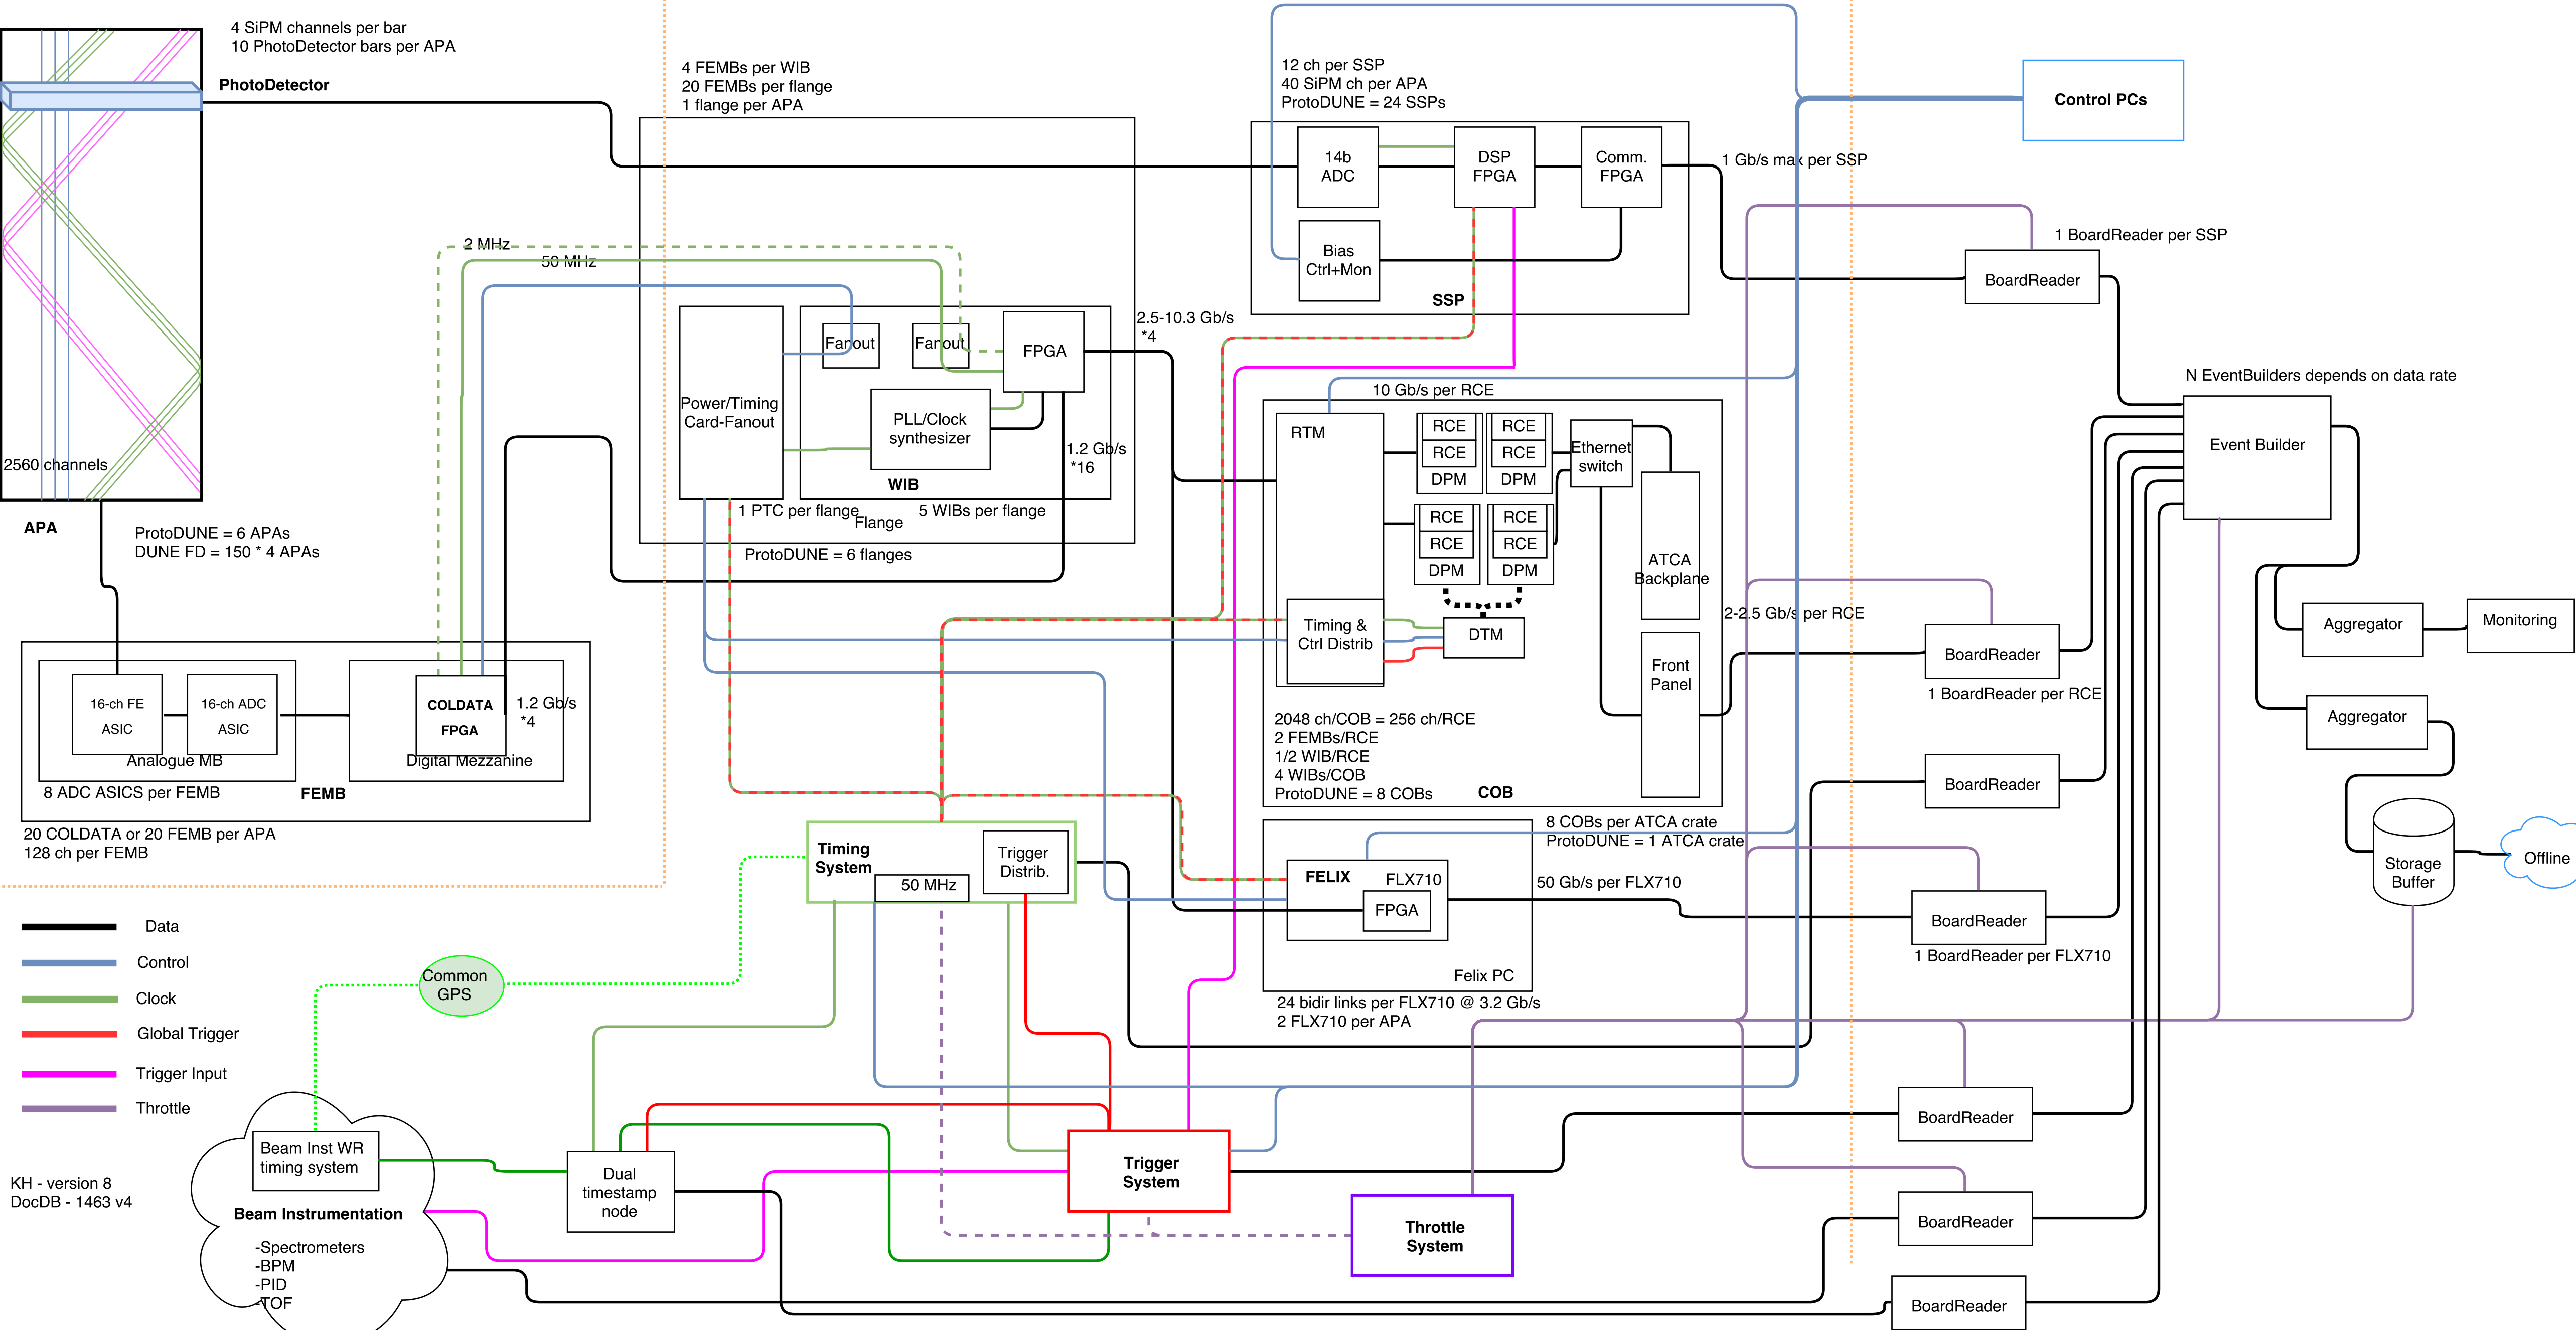 4 SiPM channels per bar
10 PhotoDetector bars per APA
PhotoDetector
2560 channels
APA
ProtoDUNE = 6 APAs
DUNE FD = 150 * 4 APAs
2 MHz
50 MHz
4 FEMBs per WIB
20 FEMBs per flange
1 flange per APA
Power/Timing
Card-Fanout
Fanout
Fanout
FPGA
PLL/Clock
synthesizer
WIB
1 PTC per flange
Flange
5 WIBs per flange
ProtoDUNE = 6 flanges
2.5-10.3 Gb/s
*4
1.2 Gb/s
*16
16-ch FE
ASIC
16-ch ADC
ASIC
Analogue MB
COLDATA
FPGA
Digital Mezzanine
1.2 Gb/s
*4
8 ADC ASICS per FEMB
FEMB
20 COLDATA or 20 FEMB per APA
128 ch per FEMB
12 ch per SSP
40 SiPM ch per APA
ProtoDUNE = 24 SSPs
14b
ADC
DSP
FPGA
Comm.
FPGA
Bias
Ctrl+Mon
SSP
1 Gb/s max per SSP
Control PCs
1 BoardReader per SSP
BoardReader
10 Gb/s per RCE
RTM
RCE
RCE
DPM
RCE
RCE
DPM
RCE
RCE
DPM
RCE
RCE
DPM
Ethernet
switch
ATCA
Backplane
Timing &
Ctrl Distrib
DTM
Front
Panel
2-2.5 Gb/s per RCE
2048 ch/COB = 256 ch/RCE
2 FEMBs/RCE
1/2 WIB/RCE
4 WIBs/COB
ProtoDUNE = 8 COBs
COB
8 COBs per ATCA crate
ProtoDUNE = 1 ATCA crate
FELIX
FLX710
FPGA
Felix PC
50 Gb/s per FLX710
24 bidir links per FLX710 @ 3.2 Gb/s
2 FLX710 per APA
N EventBuilders depends on data rate
Event Builder
BoardReader
1 BoardReader per RCE
BoardReader
BoardReader
1 BoardReader per FLX710
BoardReader
BoardReader
BoardReader
Aggregator
Monitoring
Aggregator
Storage
Buffer
Offline
Timing
System
50 MHz
Trigger
Distrib.
Data
Control
Clock
Global Trigger
Trigger Input
Throttle
Common
GPS
Beam Inst WR
timing system
Beam Instrumentation
-Spectrometers
-BPM
-PID
-TOF
KH - version 8
DocDB - 1463 v4
Dual
timestamp
node
Trigger
System
Throttle
System